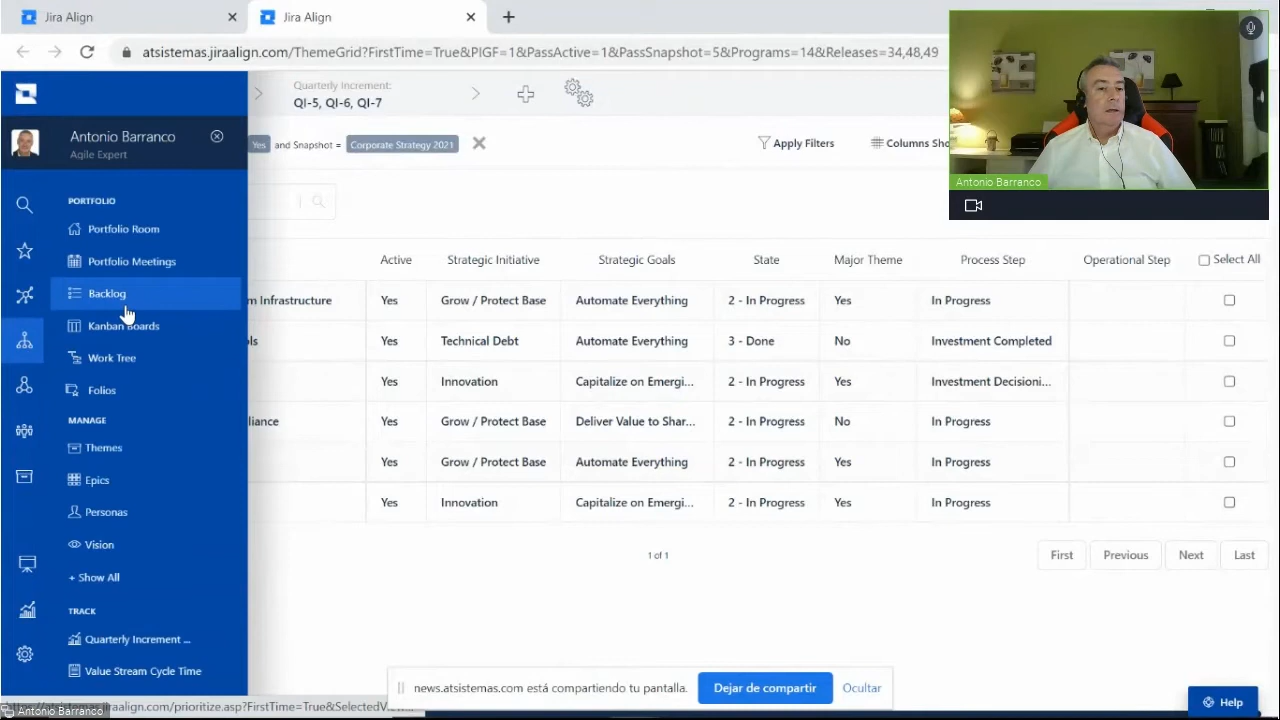 Jira Align
Jira Align
atsistemas.jiraalign.com/ThemeGrid?FirstTime=True&PIGF=1&PassActive=1&PassSnapshot=5&Programs=14&Releases=34,48,49
Antonio Barranco
Agile Expert
Quarterly Increment:
QI-5, QI-6, QI-7
Yes and Snapshot = Corporate Strategy 2021
Apply Filters
Columns Sho
Antonio Barranco
PORTFOLIO
Portfolio Room
Portfolio Meetings
Backlog
Kanban Boards
Work Tree
Folios
MANAGE
Themes
Epics
Personas
Vision
+ Show All
TRACK
Quarterly Increment ...
Value Stream Cycle Time
Active Strategic Initiative Strategic Goals State Major Theme Process Step Operational Step Select All
m Infrastructure Yes Grow / Protect Base Automate Everything 2 - In Progress Yes In Progress
ls Yes Technical Debt Automate Everything 3 - Done No Investment Completed
Yes Innovation Capitalize on Emergi... 2 - In Progress Yes Investment Decisioni...
liance Yes Grow / Protect Base Deliver Value to Shar... 2 - In Progress No In Progress
Yes Grow / Protect Base Automate Everything 2 - In Progress Yes In Progress
Yes Innovation Capitalize on Emergi... 2 - In Progress Yes In Progress
1 of 1
First Previous Next Last
news.atsistemas.com está compartiendo tu pantalla. Dejar de compartir Ocultar
Help
Antonio Barranco